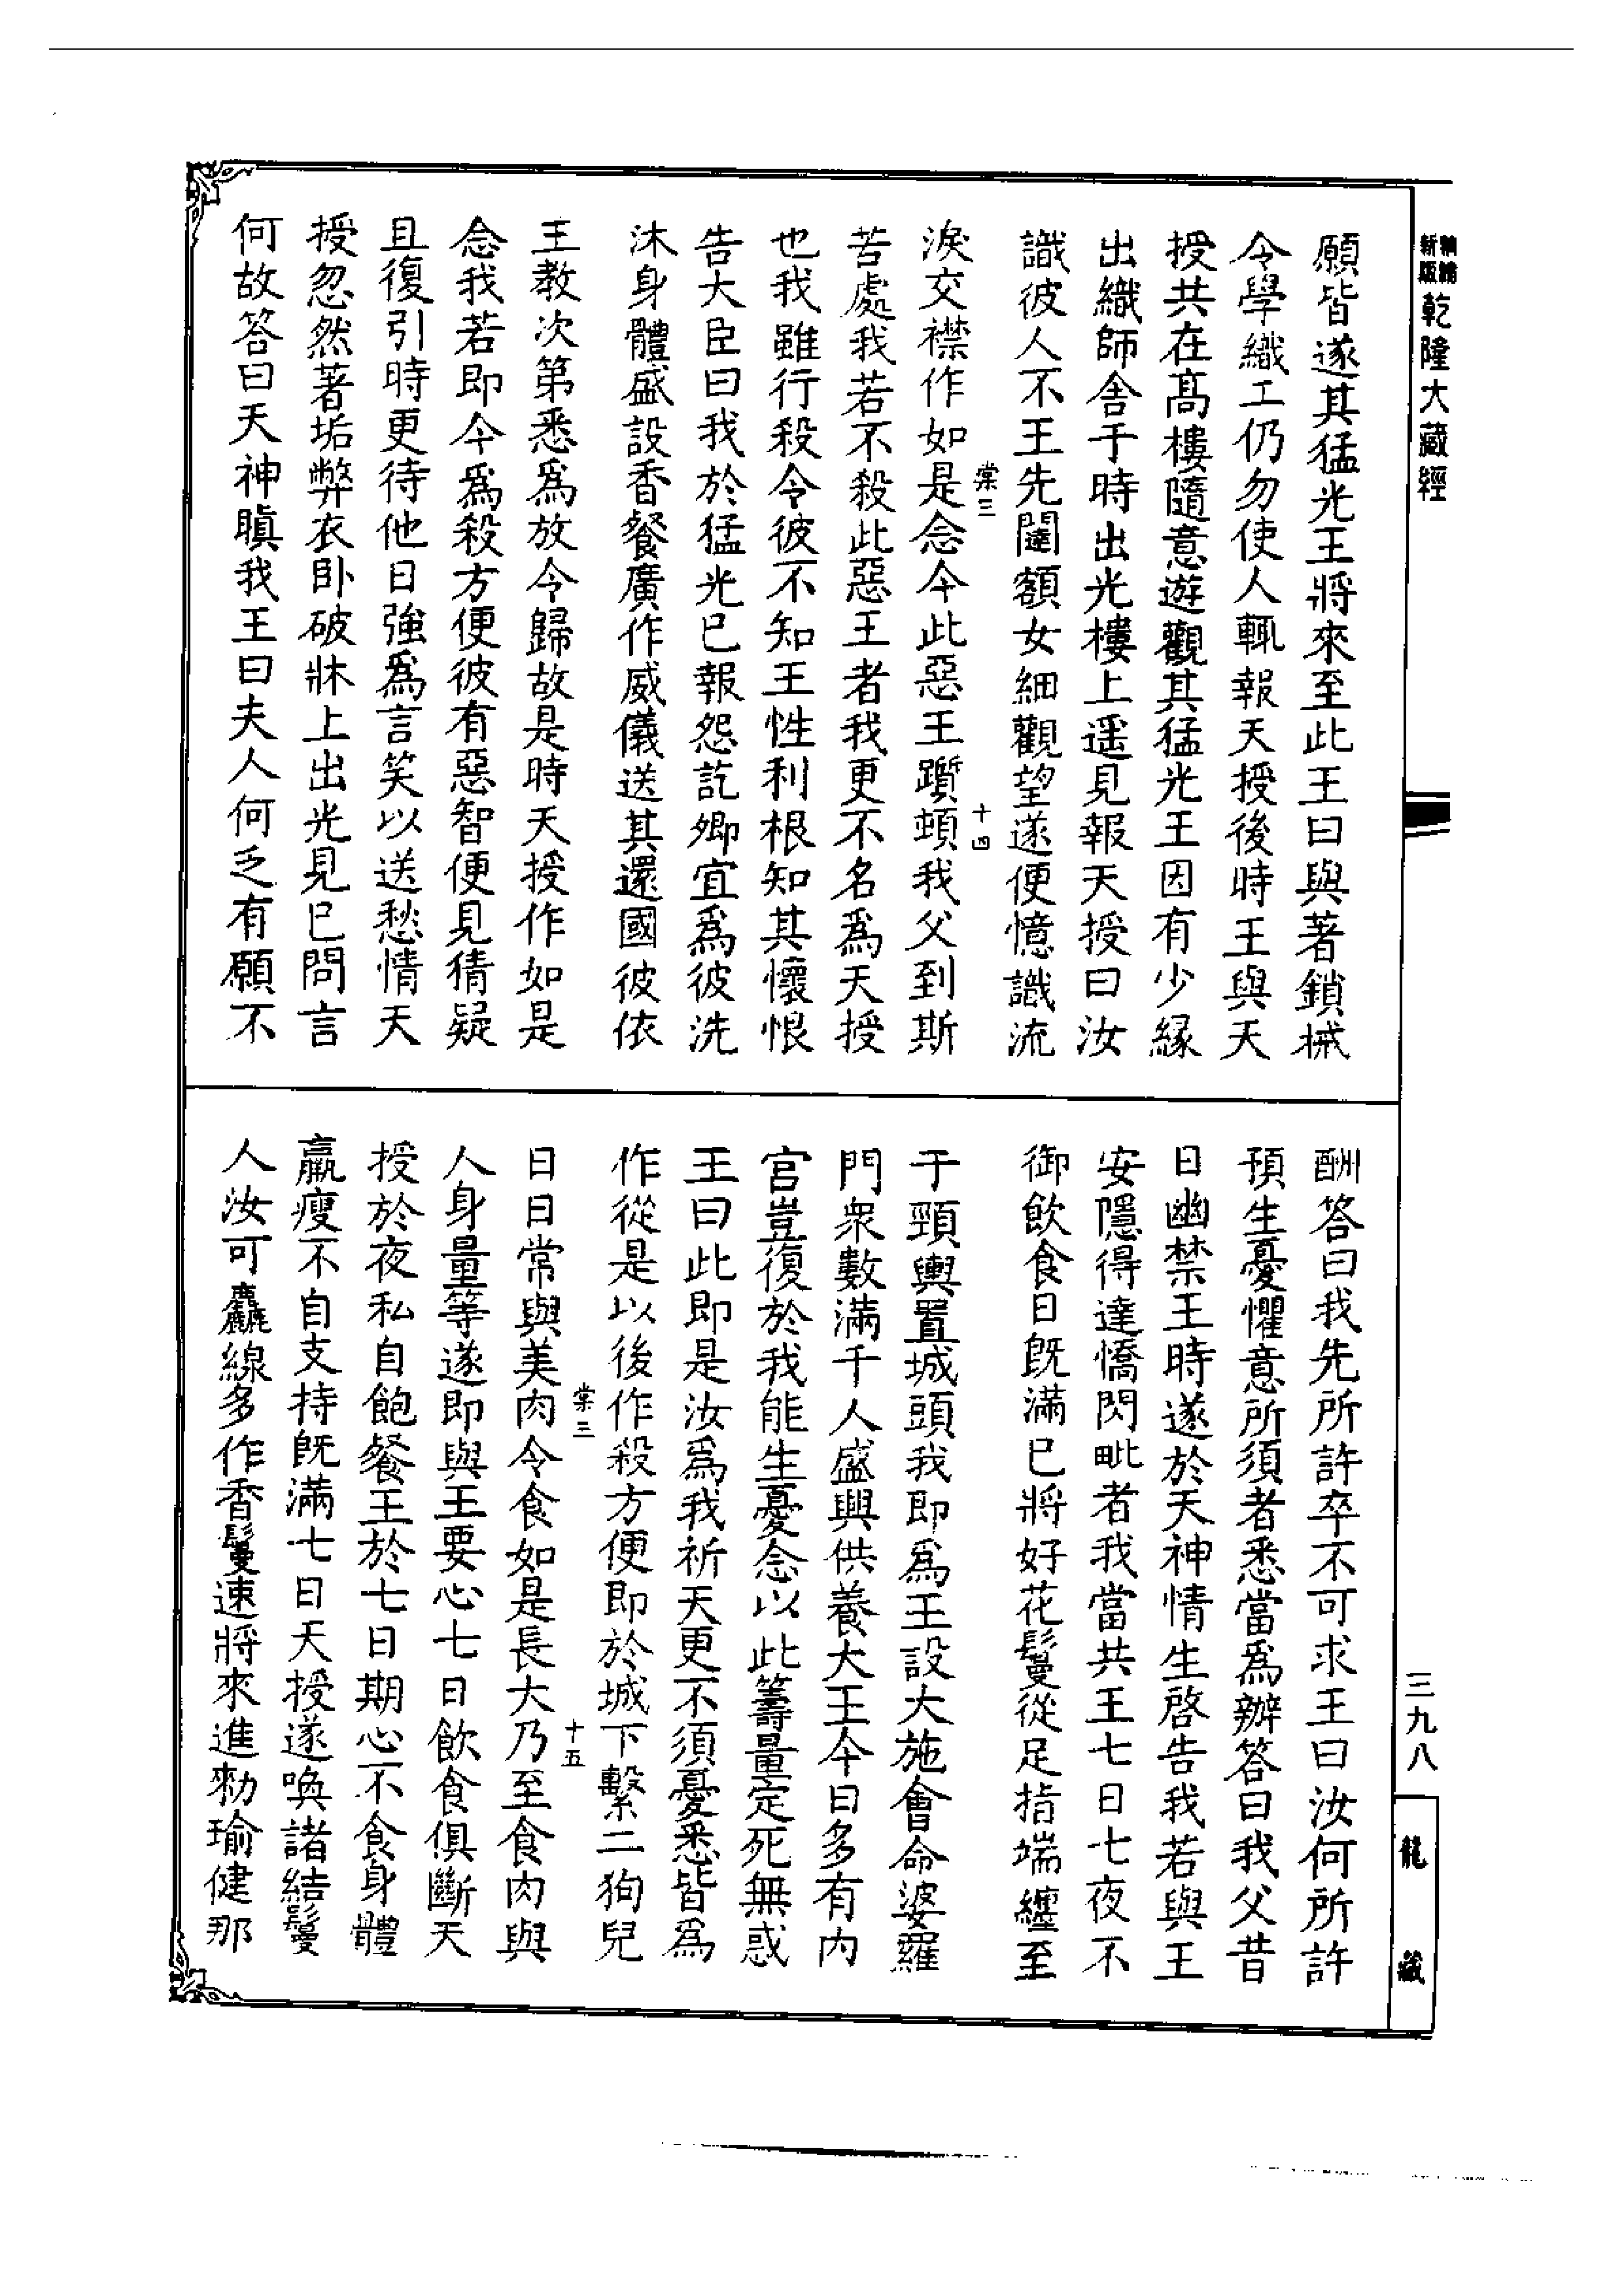 新版精補乾隆大藏經
願皆遂其猛光王將來至此王曰與著鎖械
令學織工仍勿使人輒報天授後時王與天
授共在髙樓隨意遊觀其猛光王因有少緣
出織師舍于時出光樓上遥見報天授曰汝
識彼人不王先闥額女細觀望遂便憶識流
淚交襟作如是念今此惡王躓頓我父到斯
棠三
十四
苦處我若不殺此惡王者我更不名為天授
也我雖行殺令彼不知王性利根知其懷恨
告大臣曰我於猛光已報怨訖卿宜爲彼洗
沐身體盛設香餐廣作威儀送其還國彼依
王教次第悉爲放令歸故是時天授作如是
念我若即今爲殺方便彼有惡智便見猜疑
且復引時更待他日強爲言笑以送愁情天
授忽然著垢弊衣卧破牀上出光見已問言
何故答曰天神瞋我王曰夫人何乏有願不
酬答曰我先所許卒不可求王曰汝何所許
預生憂懼意所須者悉當爲辦答曰我父昔
日幽禁王時遂於天神情生啓告我若與王
安隱得達憍閃毗者我當共王七日七夜不
御飲食日旣滿已將好花鬘從足指端纏至
于頸輿置城頭我即爲王設大施會命婆羅
門衆數滿千人盛興供養大王今日多有内
宮豈復於我能生憂念以此籌量定死無惑
王曰此即是汝爲我祈天更不須憂悉皆爲
作從是以後作殺方便即於城下繫二狗兒
日日常與美肉令食如是長大乃至食肉與
棠三
十五
人身量等遂即與王要心七日飲食俱斷天
授於夜私自飽餐王於七日期心不食身體
羸瘦不自支持旣滿七日天授遂喚諸結鬘
人汝可麤線多作香鬘速將來進勑瑜健那
三九八
龍藏